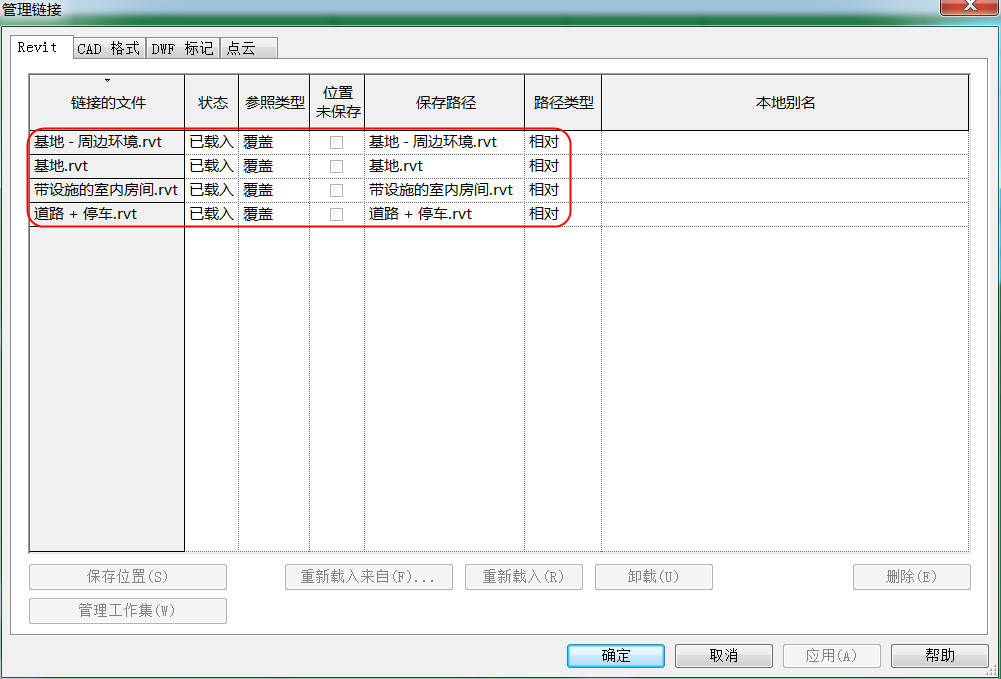 管理链接
Revit CAD 格式 DWF 标记 点云
链接的文件 状态 参照类型 位置未保存 保存路径 路径类型 本地别名
基地 - 周边环境.rvt 已载入 覆盖 基地 - 周边环境.rvt 相对
基地.rvt 已载入 覆盖 基地.rvt 相对
带设施的室内房间.rvt 已载入 覆盖 带设施的室内房间.rvt 相对
道路 + 停车.rvt 已载入 覆盖 道路 + 停车.rvt 相对
保存位置(S) 重新载入来自(F)... 重新载入(R) 卸载(U) 删除(E)
管理工作集(W)
确定 取消 应用(A) 帮助